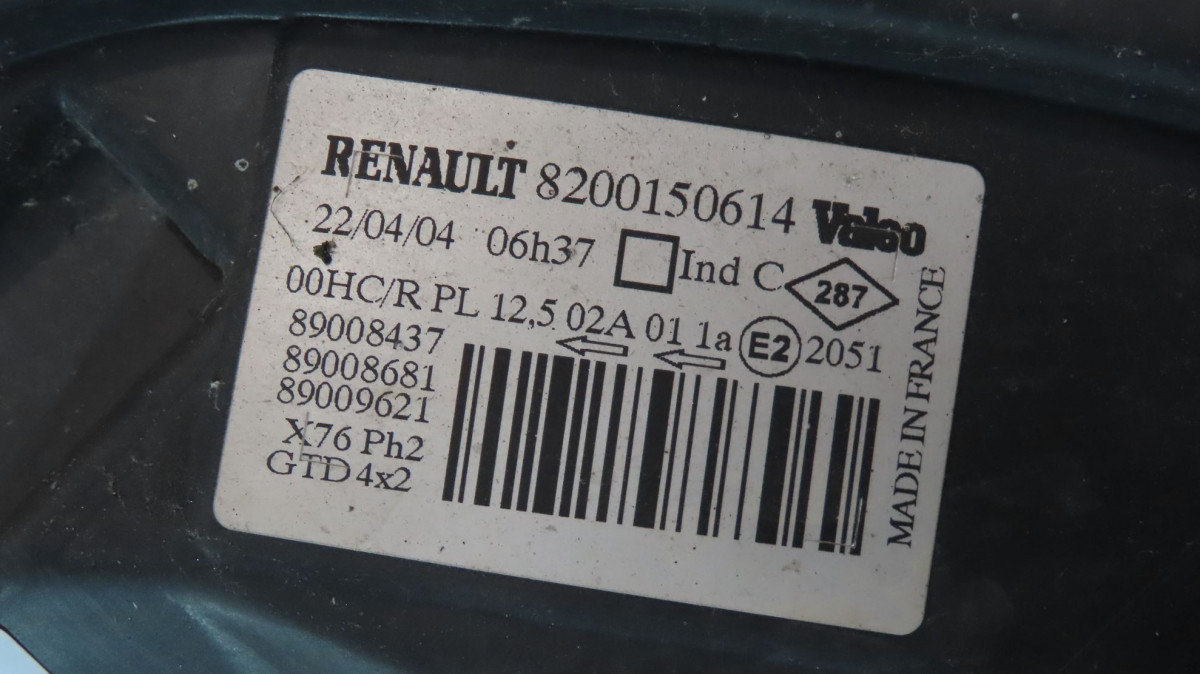 RENAULT 8200150614 Valeo
22/04/04 06h37 Ind C 287
00HC/R PL 12,5 02A 01 1a E2 2051
89008437
89008681
89009621
X76 Ph2
GTD 4x2
MADE IN FRANCE